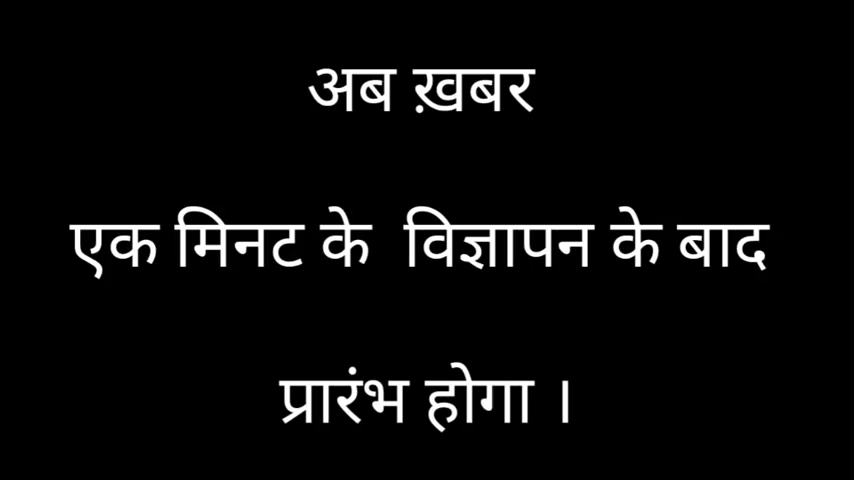 अब ख़बर
एक मिनट के विज्ञापन के बाद
प्रारंभ होगा ।